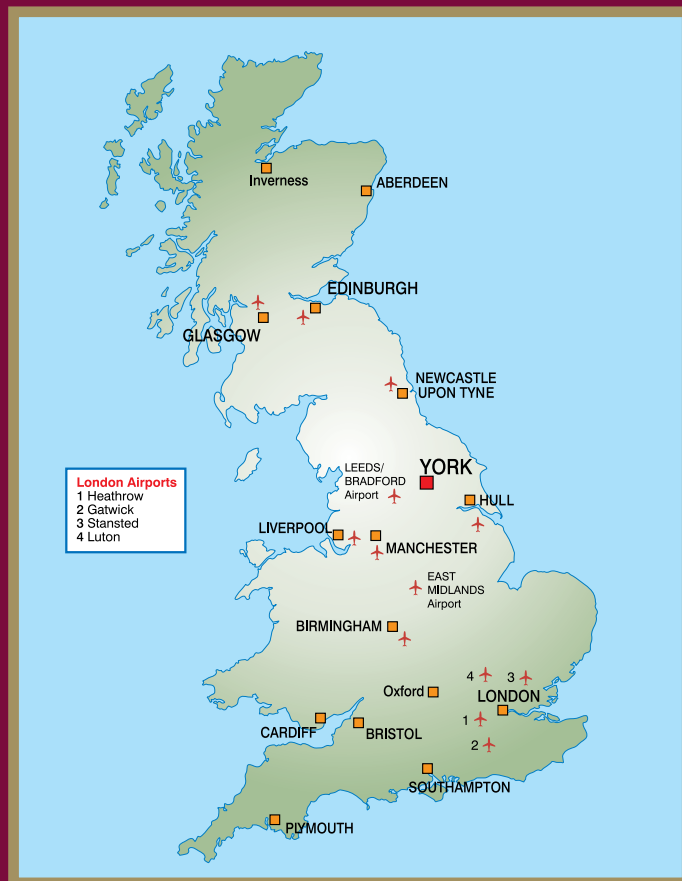 Inverness
ABERDEEN
EDINBURGH
GLASGOW
NEWCASTLE
UPON TYNE
LEEDS/
BRADFORD
Airport
YORK
HULL
London Airports
1 Heathrow
2 Gatwick
3 Stansted
4 Luton
LIVERPOOL
MANCHESTER
EAST
MIDLANDS
Airport
BIRMINGHAM
4
3
Oxford
LONDON
1
CARDIFF
BRISTOL
2
SOUTHAMPTON
PLYMOUTH